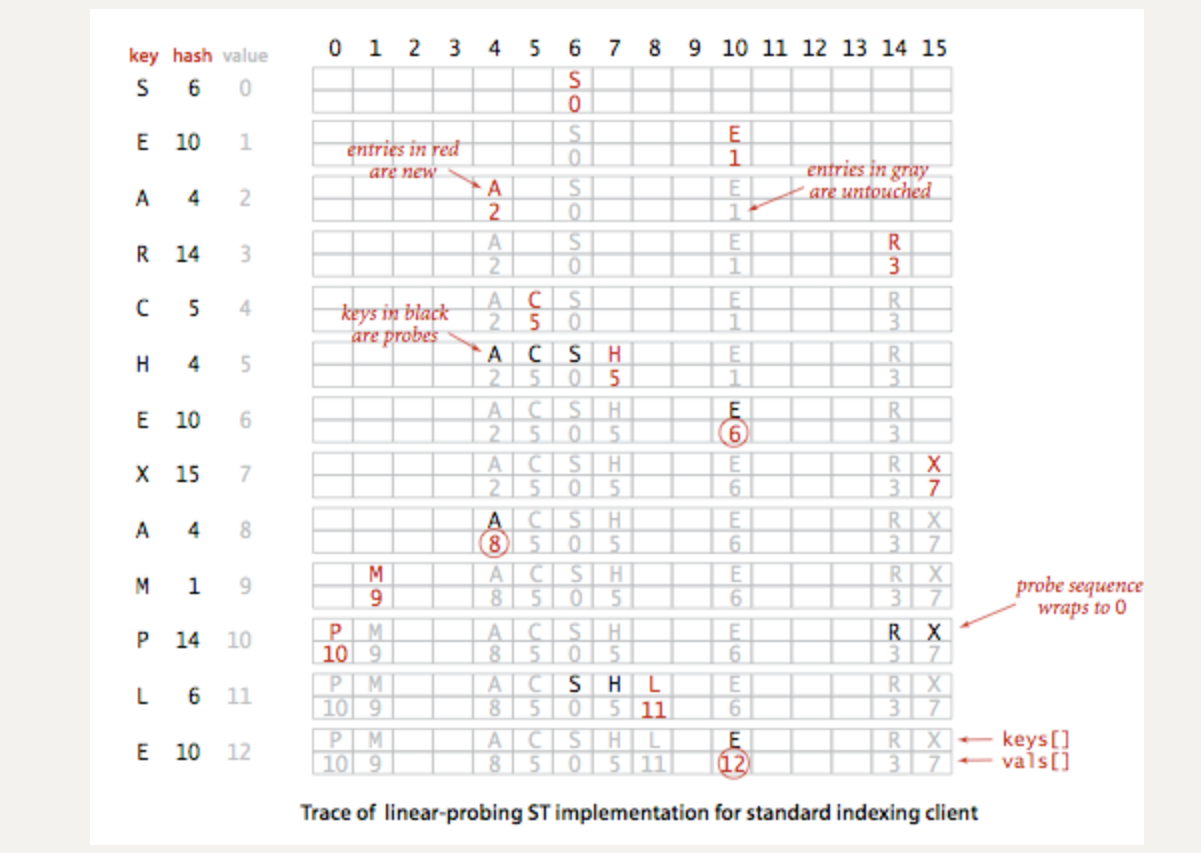 0 1 2 3 4 5 6 7 8 9 10 11 12 13 14 15
key hash value
S 6 0
S
0
E 10 1
S E
0 1
entries in red
are new
entries in gray
are untouched
A 4 2
A S E
2 0 1
R 14 3
A S E R
2 0 1 3
C 5 4
A C S E R
2 5 0 1 3
keys in black
are probes
H 4 5
A C S H E R
2 5 0 5 1 3
E 10 6
A C S H E R
2 5 0 5 6 3
X 15 7
A C S H E R X
2 5 0 5 6 3 7
A 4 8
A C S H E R X
8 5 0 5 6 3 7
M 1 9
M A C S H E R X
9 8 5 0 5 6 3 7
probe sequence
wraps to 0
P 14 10
P M A C S H E R X
10 9 8 5 0 5 6 3 7
L 6 11
P M A C S H L E R X
10 9 8 5 0 5 11 6 3 7
E 10 12
P M A C S H L E R X
10 9 8 5 0 5 11 12 3 7
keys[]
vals[]
Trace of linear-probing ST implementation for standard indexing client